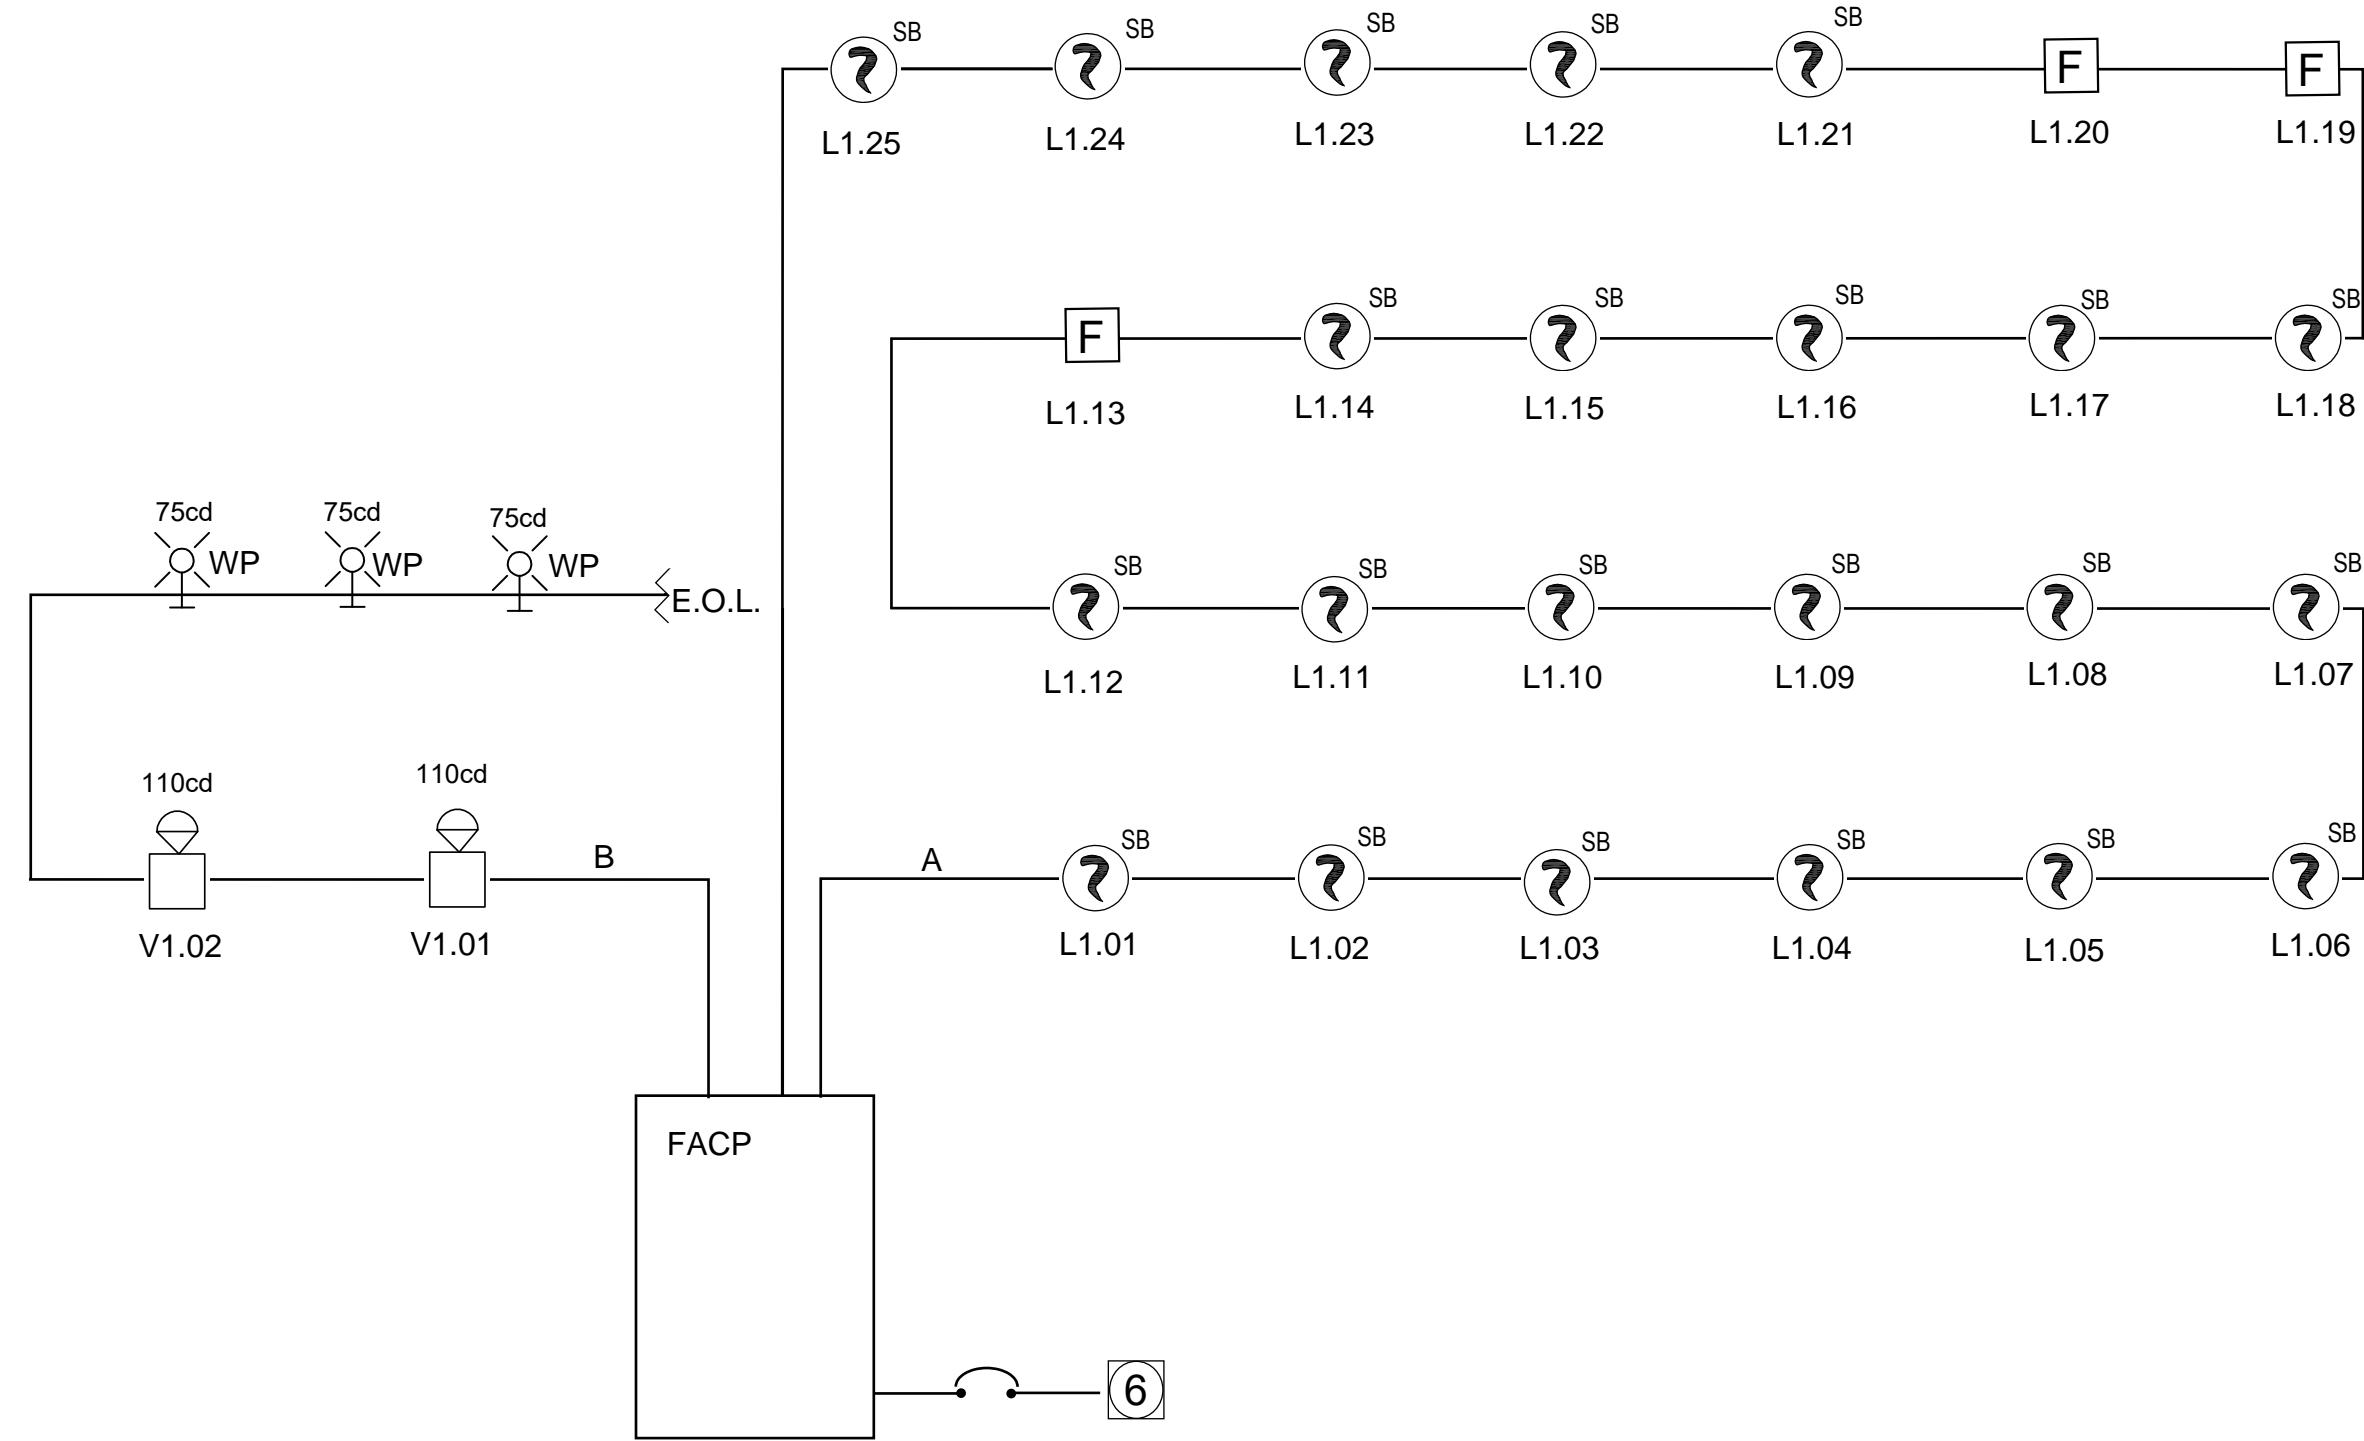 SB SB SB SB SB
F F
L1.25 L1.24 L1.23 L1.22 L1.21 L1.20 L1.19
SB SB SB SB SB
F
L1.13 L1.14 L1.15 L1.16 L1.17 L1.18
75cd 75cd 75cd
WP WP WP
E.O.L.
SB SB SB SB SB SB
L1.12 L1.11 L1.10 L1.09 L1.08 L1.07
110cd 110cd
B
V1.02 V1.01
A
SB SB SB SB SB SB
L1.01 L1.02 L1.03 L1.04 L1.05 L1.06
FACP
6